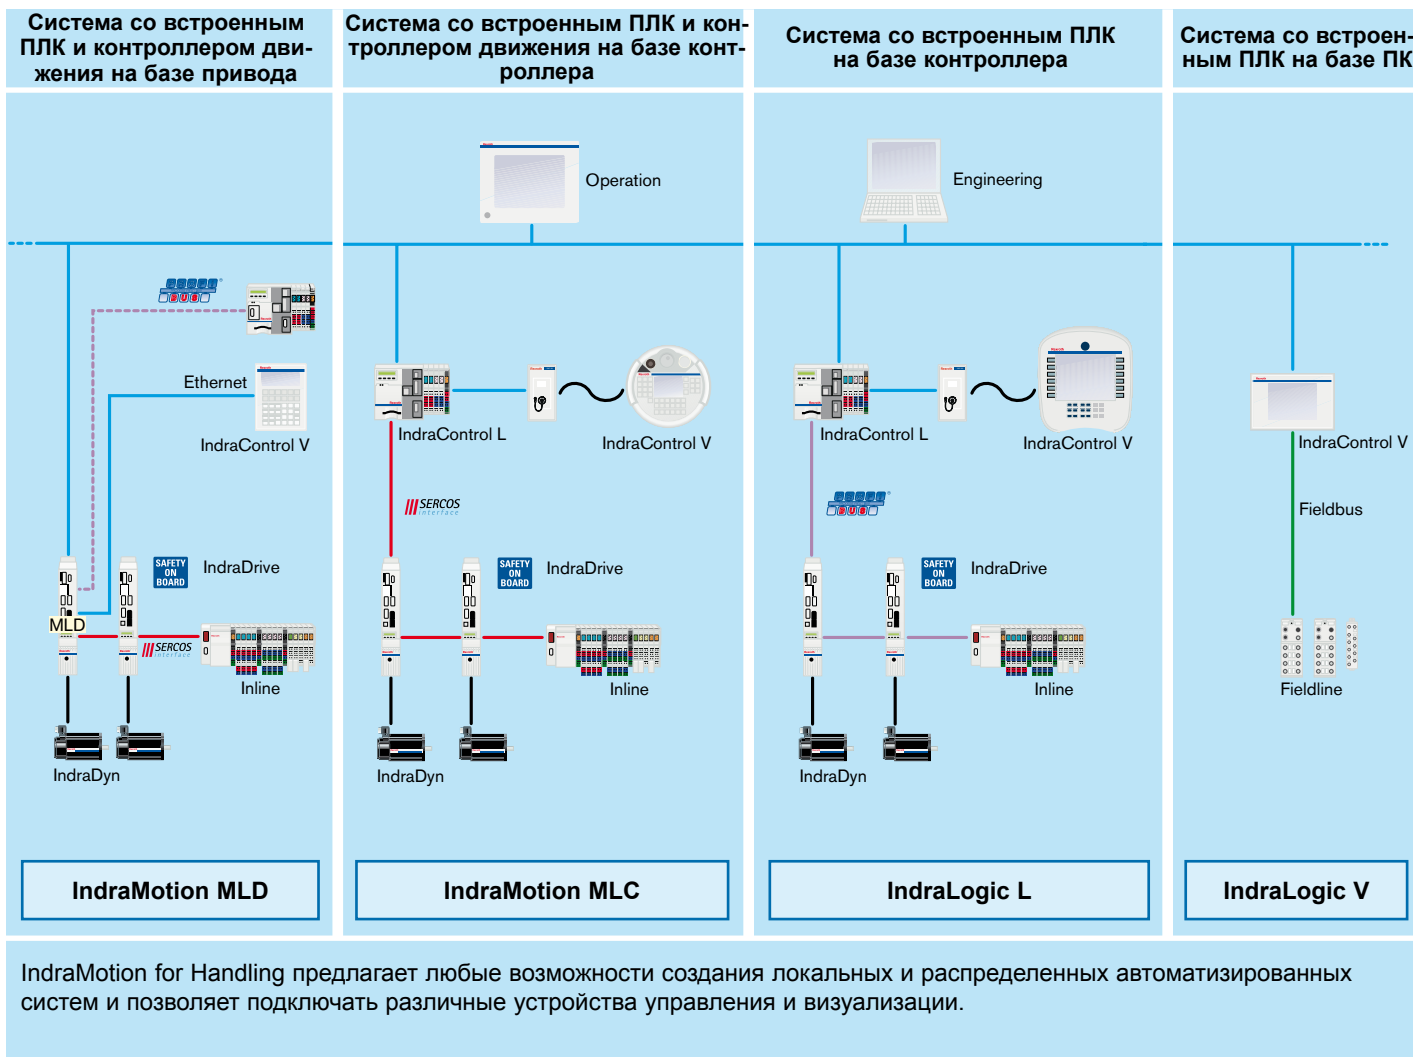 Система со встроенным
ПЛК и контроллером дви-
жения на базе привода
Система со встроенным ПЛК и кон-
троллером движения на базе конт-
роллера
Система со встроенным ПЛК
на базе контроллера
Система со встроен-
ным ПЛК на базе ПК
Operation
Engineering
Ethernet
IndraControl V
IndraControl L
IndraControl V
IndraControl L
IndraControl V
IndraControl V
SERCOS
interface
Fieldbus
SAFETY
ON
BOARD
IndraDrive
SAFETY
ON
BOARD
IndraDrive
SAFETY
ON
BOARD
IndraDrive
MLD
SERCOS
interface
Inline
Inline
Inline
Fieldline
IndraDyn
IndraDyn
IndraDyn
IndraMotion MLD
IndraMotion MLC
IndraLogic L
IndraLogic V
IndraMotion for Handling предлагает любые возможности создания локальных и распределенных автоматизированных
систем и позволяет подключать различные устройства управления и визуализации.